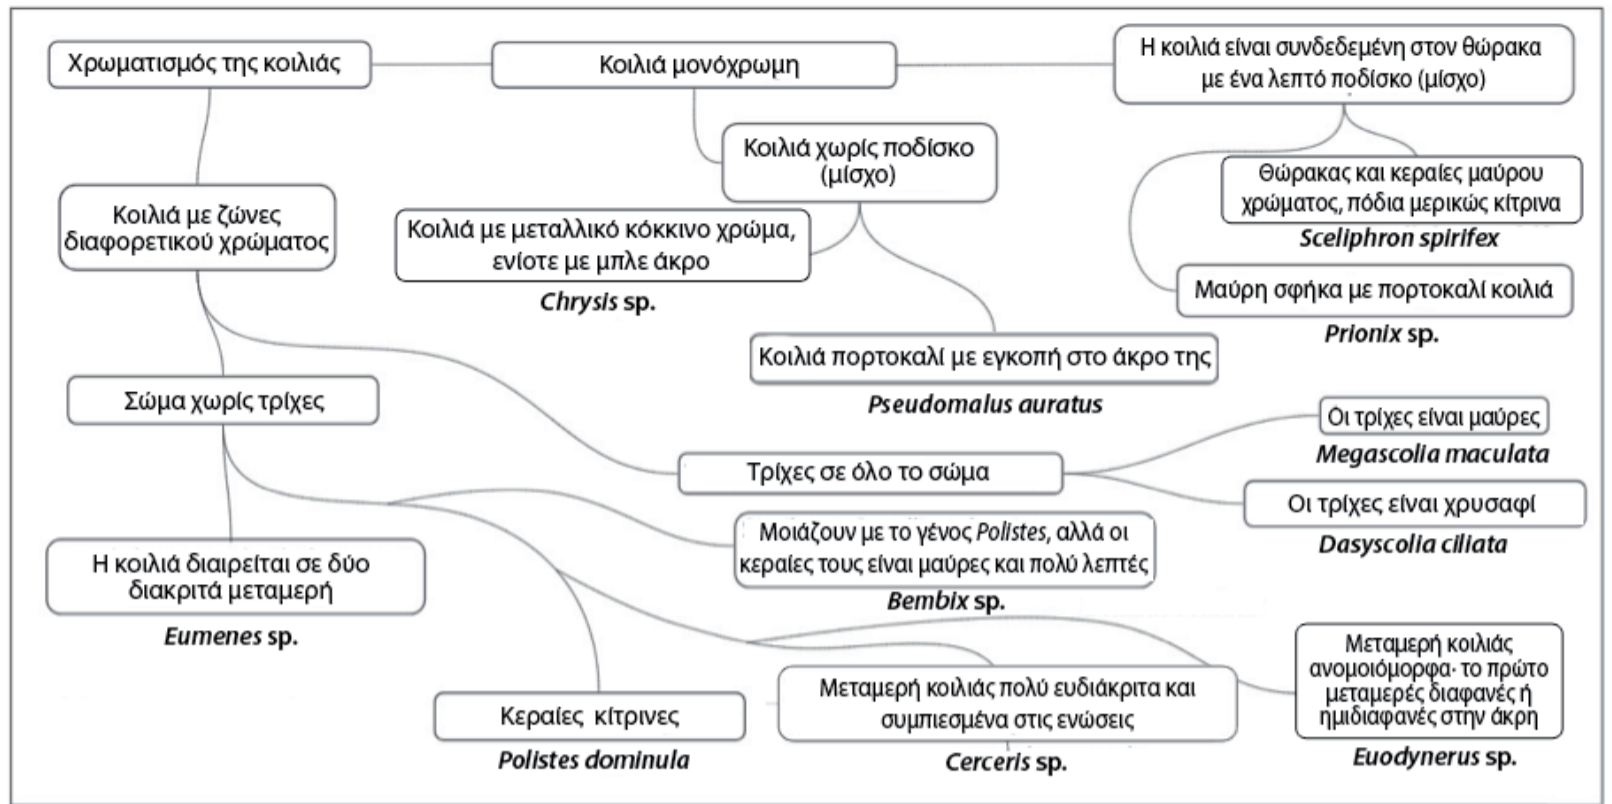 Χρωματισμός της κοιλιάς
Κοιλιά μονόχρωμη
Η κοιλιά είναι συνδεδεμένη στον θώρακα
με ένα λεπτό ποδίσκο (μίσχο)
Κοιλιά χωρίς ποδίσκο
(μίσχο)
Θώρακας και κεραίες μαύρου
χρώματος, πόδια μερικώς κίτρινα
Sceliphron spirifex
Κοιλιά με ζώνες
διαφορετικού χρώματος
Κοιλιά με μεταλλικό κόκκινο χρώμα,
ενίοτε με μπλε άκρο
Chrysis sp.
Μαύρη σφήκα με πορτοκαλί κοιλιά
Prionix sp.
Κοιλιά πορτοκαλί με εγκοπή στο άκρο της
Pseudomalus auratus
Σώμα χωρίς τρίχες
Οι τρίχες είναι μαύρες
Megascolia maculata
Τρίχες σε όλο το σώμα
Οι τρίχες είναι χρυσαφί
Dasyscolia ciliata
Μοιάζουν με το γένος Polistes, αλλά οι
κεραίες τους είναι μαύρες και πολύ λεπτές
Bembix sp.
Η κοιλιά διαιρείται σε δύο
διακριτά μεταμερή
Eumenes sp.
Μεταμερή κοιλιάς
ανομοιόμορφα· το πρώτο
μεταμερές διαφανές ή
ημιδιαφανές στην άκρη
Euodynerus sp.
Μεταμερή κοιλιάς πολύ ευδιάκριτα και
συμπιεσμένα στις ενώσεις
Cerceris sp.
Κεραίες κίτρινες
Polistes dominula